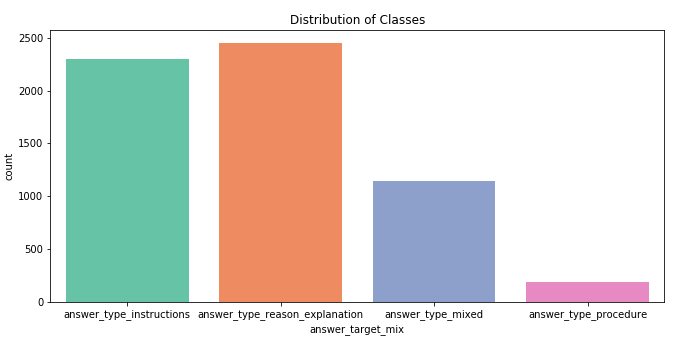 Distribution of Classes
2500
2000
1500
1000
500
0
count
answer_type_instructions answer_type_reason_explanation answer_type_mixed answer_type_procedure
answer_target_mix